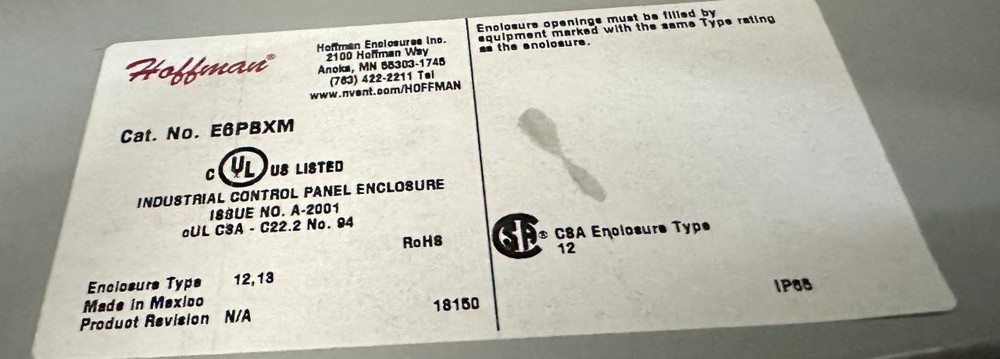 Hoffman®
Hoffman Enclosures Inc.
2100 Hoffman Way
Anoka, MN 55303-1745
(763) 422-2211 Tel
www.nvent.com/HOFFMAN
Cat. No. E6PBXM
C UL US LISTED
INDUSTRIAL CONTROL PANEL ENCLOSURE
ISSUE NO. A-2001
cUL CSA - C22.2 No. 94
RoHS
Enclosure Type 12,13
Made in Mexico
Product Revision N/A
18150
Enclosure openings must be filled by
equipment marked with the same Type rating
as the enclosure.
SA® CSA Enclosure Type
12
IP65